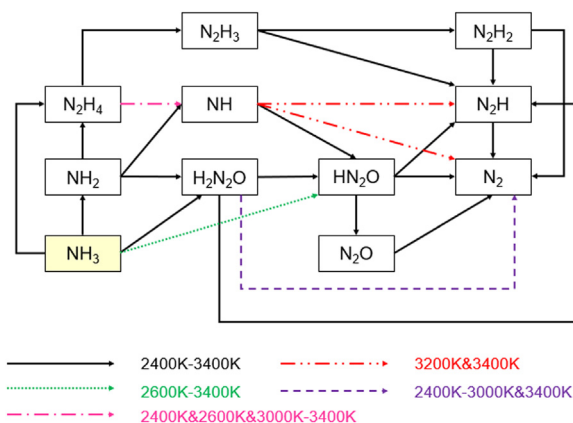 N₂H₃ N₂H₂
N₂H₄ NH N₂H
NH₂ H₂N₂O HN₂O N₂
NH₃ N₂O
2400K-3400K 3200K&3400K
2600K-3400K 2400K-3000K&3400K
2400K&2600K&3000K-3400K